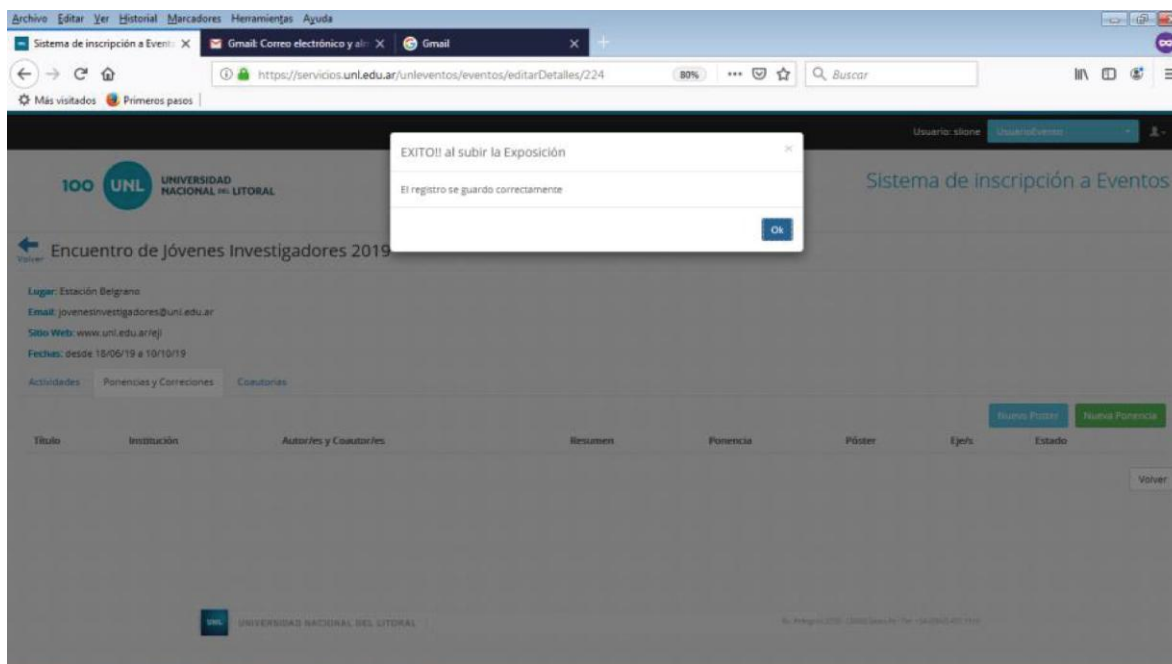 Archivo Editar Ver Historial Marcadores Herramientas Ayuda
Sistema de inscripción a Event
Gmail: Correo electrónico y al
Gmail
https://servicios.unl.edu.ar/unleventos/eventos/editarDetalles/224
80%
Buscar
Más visitados Primeros pasos
Usuario: slione UsuarioEvento
EXITO!! al subir la Exposición
El registro se guardo correctamente
Ok
100 UNL UNIVERSIDAD
NACIONAL DEL LITORAL
Sistema de inscripción a Eventos
Volver
Encuentro de Jóvenes Investigadores 2019
Lugar: Estación Belgrano
Email: jovenesinvestigadores@unl.edu.ar
Sitio Web: www.unl.edu.ar/eji
Fechas: desde 18/06/19 a 10/10/19
Actividades Ponencias y Correciones Coautorías
Nuevo Poster Nueva Ponencia
Título Institución Autor/es y Coautor/es Resumen Ponencia Póster Eje/s Estado
Volver
UNL UNIVERSIDAD NACIONAL DEL LITORAL